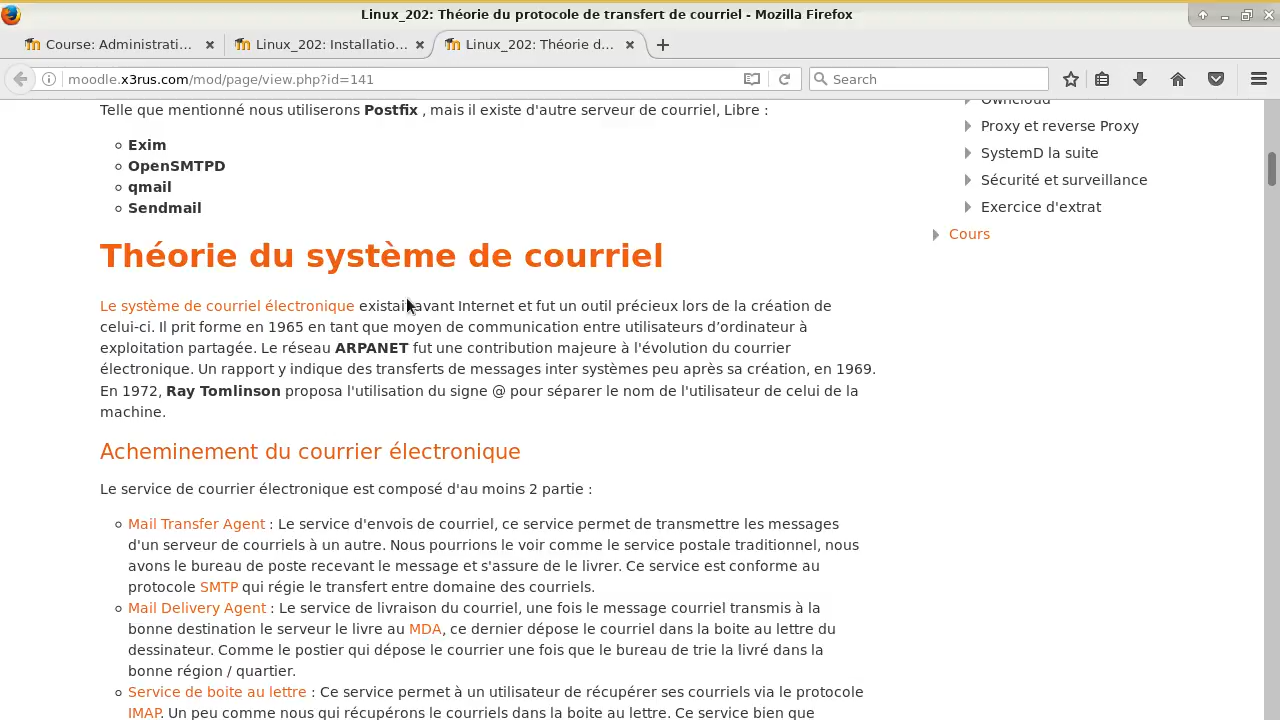 Linux_202: Théorie du protocole de transfert de courriel - Mozilla Firefox
Course: Administrati...
Linux_202: Installatio...
Linux_202: Théorie d...
moodle.x3rus.com/mod/page/view.php?id=141
Search
Telle que mentionné nous utiliserons Postfix , mais il existe d'autre serveur de courriel, Libre :
Exim
OpenSMTPD
qmail
Sendmail
Théorie du système de courriel
Le système de courriel électronique existait avant Internet et fut un outil précieux lors de la création de
celui-ci. Il prit forme en 1965 en tant que moyen de communication entre utilisateurs d’ordinateur à
exploitation partagée. Le réseau ARPANET fut une contribution majeure à l'évolution du courrier
électronique. Un rapport y indique des transferts de messages inter systèmes peu après sa création, en 1969.
En 1972, Ray Tomlinson proposa l'utilisation du signe @ pour séparer le nom de l'utilisateur de celui de la
machine.
Acheminement du courrier électronique
Le service de courrier électronique est composé d'au moins 2 partie :
Mail Transfer Agent : Le service d'envois de courriel, ce service permet de transmettre les messages
d'un serveur de courriels à un autre. Nous pourrions le voir comme le service postale traditionnel, nous
avons le bureau de poste recevant le message et s'assure de le livrer. Ce service est conforme au
protocole SMTP qui régie le transfert entre domaine des courriels.
Mail Delivery Agent : Le service de livraison du courriel, une fois le message courriel transmis à la
bonne destination le serveur le livre au MDA, ce dernier dépose le courriel dans la boite au lettre du
dessinateur. Comme le postier qui dépose le courrier une fois que le bureau de trie la livré dans la
bonne région / quartier.
Service de boite au lettre : Ce service permet à un utilisateur de récupérer ses courriels via le protocole
IMAP. Un peu comme nous qui récupérons le courriels dans la boite au lettre. Ce service bien que
Owncloud
Proxy et reverse Proxy
SystemD la suite
Sécurité et surveillance
Exercice d'extrat
Cours